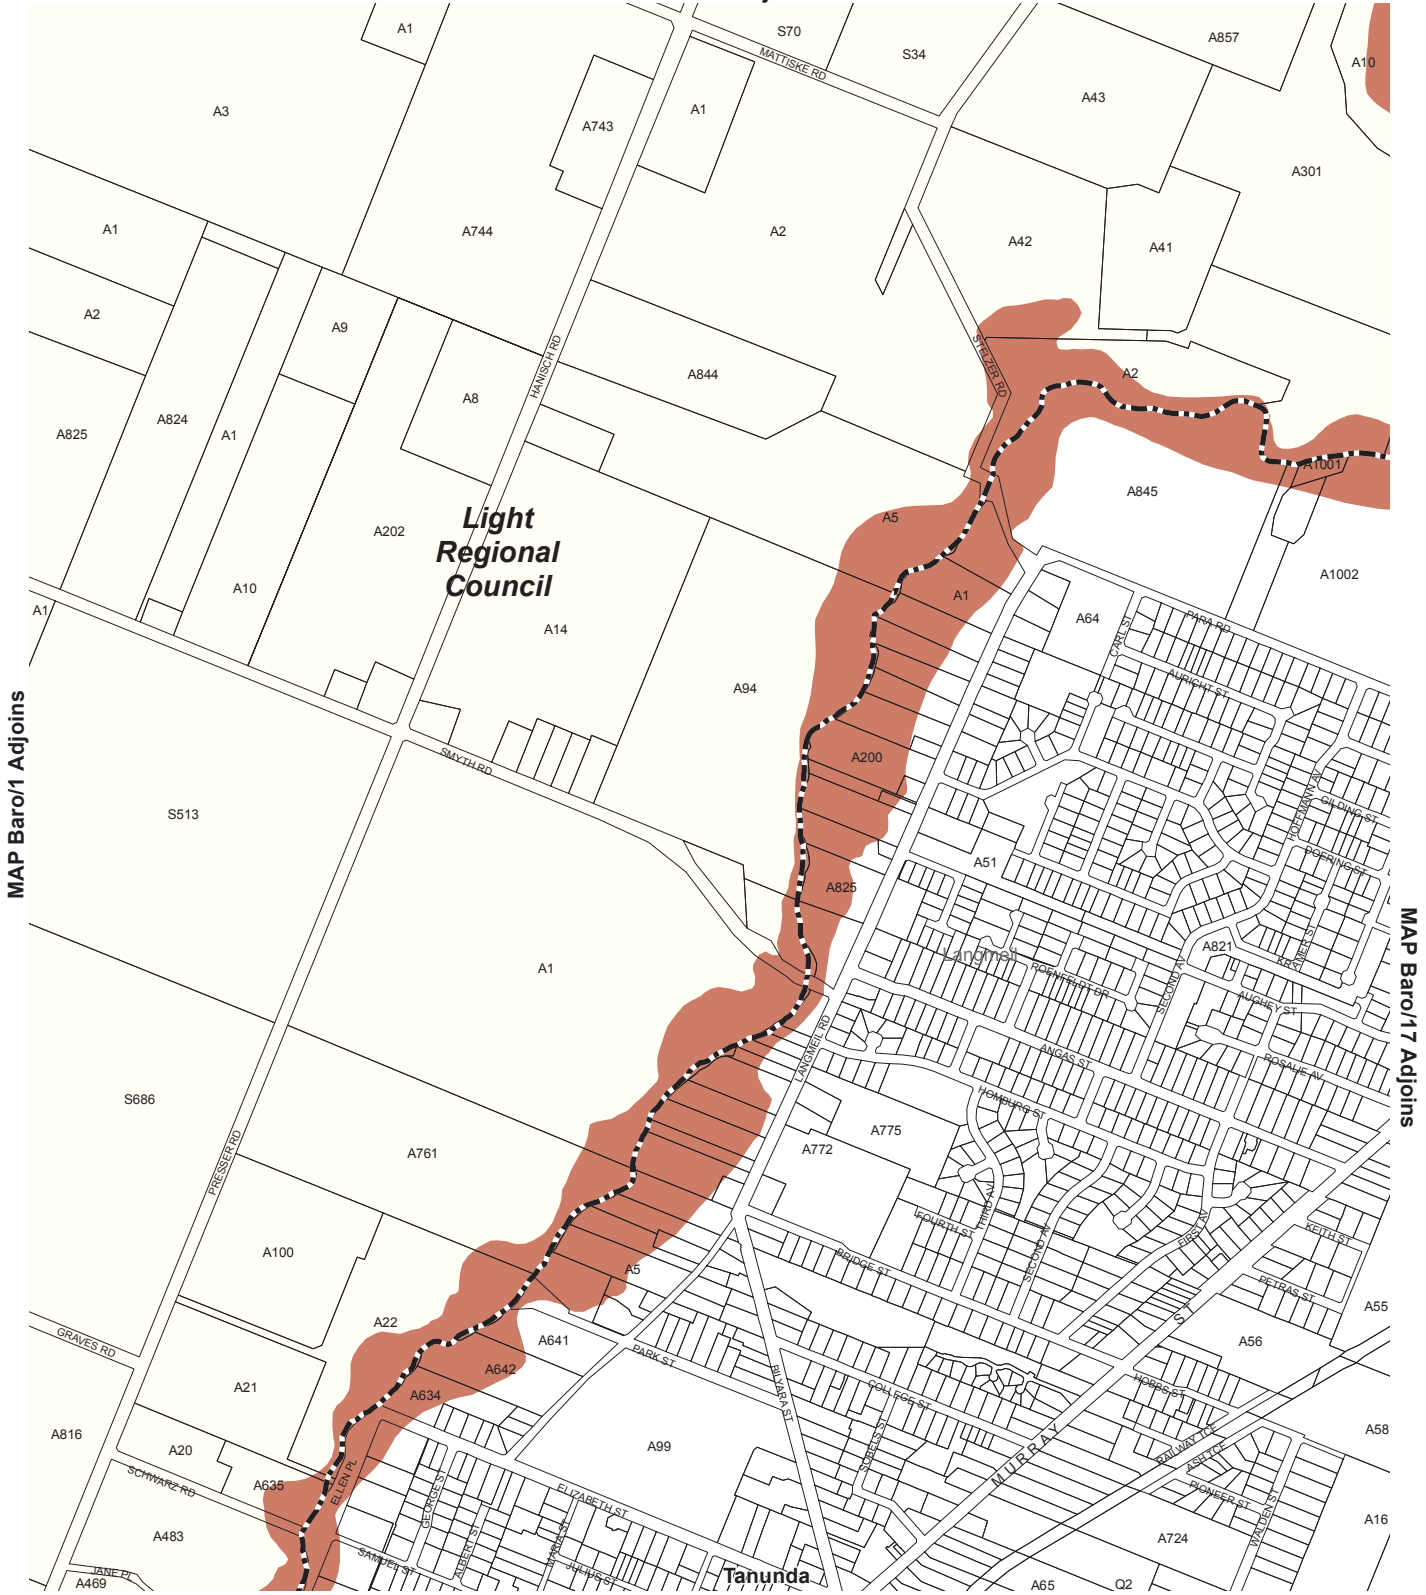 A1
S70
S34
A857
A10
MATTISKE RD
A3
A743
A1
A43
A301
A1
A744
A2
A42
A41
A2
A9
HANISCH RD
STELZER RD
A844
A2
A8
A825
A824
A1
A1001
A845
A202
Light
Regional
Council
A5
A10
A1
A14
A1
A1002
A64
CARL ST
PARA RD
AURICHT ST
A94
MAP Baro/1 Adjoins
SMYTH RD
A200
HOFFMANN AV
GILDING ST
S513
DOERING ST
A51
A825
MAP Baro/17 Adjoins
A821
KRAMER ST
Langmeil
ROENFELDT DR
SECOND AV
A1
AUGHEY ST
LANGMEIL RD
ANGAS ST
ROSALIE AV
S686
HOMBURG ST
A775
A772
A761
PRESSER RD
THIRD AV
FOURTH ST
FIRST AV
KEITH ST
A100
BRIDGE ST
SECOND AV
A5
PETRAS ST
A55
A22
GRAVES RD
A641
ST
A56
A642
PARK ST
BILYARA ST
HOBBS ST
A21
A634
COLLEGE ST
A816
A20
A99
SOBELS ST
MURRAY
RAILWAY TCE
ASH TCE
A58
SCHWARZ RD
A635
ELLEN PL
GEORGE ST
ELIZABETH ST
PIONEER ST
WALDEN ST
A483
ALBERT ST
MARIA ST
A724
A16
SAMUEL ST
JULIUS ST
JANE PL
A469
Tanunda
A65
Q2